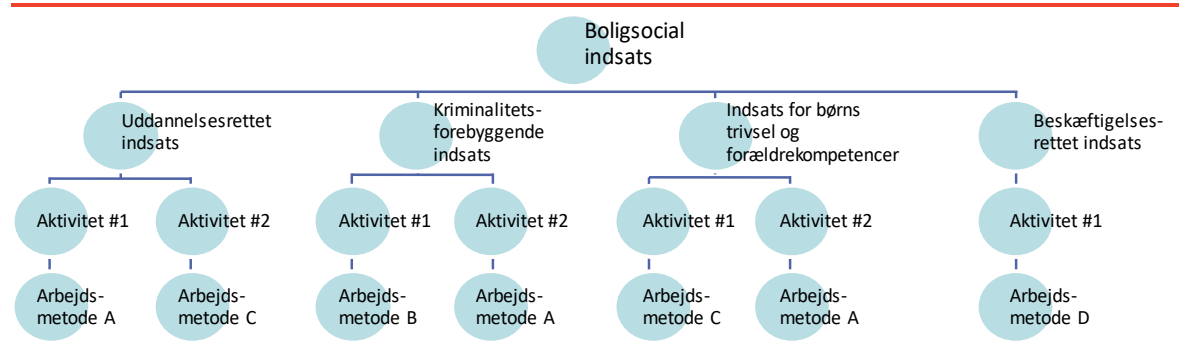 Boligsocial
indsats
Uddannelsesrettet
indsats
Kriminalitets-
forebyggende
indsats
Indsats for børns
trivsel og
forældrekompetencer
Beskæftigelses-
rettet indsats
Aktivitet #1
Aktivitet #2
Aktivitet #1
Aktivitet #2
Aktivitet #1
Aktivitet #2
Aktivitet #1
Arbejds-
metode A
Arbejds-
metode C
Arbejds-
metode B
Arbejds-
metode A
Arbejds-
metode C
Arbejds-
metode A
Arbejds-
metode D